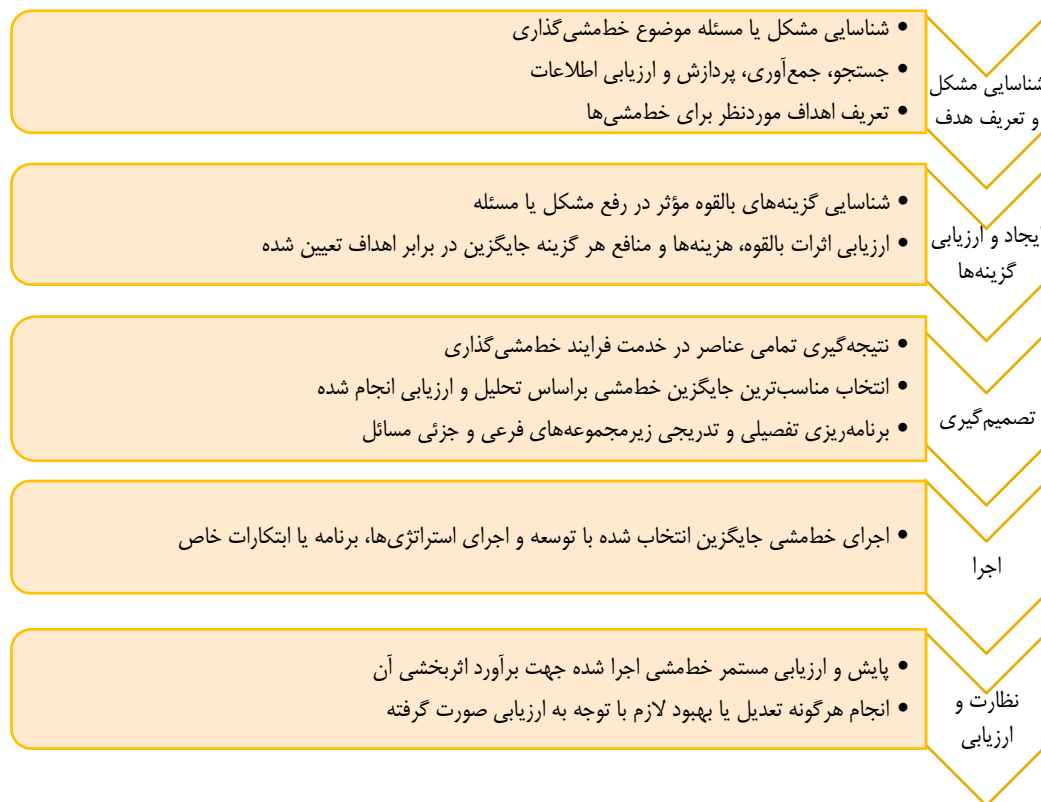 شناسایی مشکل
و تعریف هدف
• شناسایی مشکل یا مسئله موضوع خط‌مشی‌گذاری
• جستجو، جمع‌آوری، پردازش و ارزیابی اطلاعات
• تعریف اهداف موردنظر برای خط‌مشی‌ها
ایجاد و ارزیابی
گزینه‌ها
• شناسایی گزینه‌های بالقوه مؤثر در رفع مشکل یا مسئله
• ارزیابی اثرات بالقوه، هزینه‌ها و منافع هر گزینه جایگزین در برابر اهداف تعیین شده
تصمیم‌گیری
• نتیجه‌گیری تمامی عناصر در خدمت فرایند خط‌مشی‌گذاری
• انتخاب مناسب‌ترین جایگزین خط‌مشی براساس تحلیل و ارزیابی انجام شده
• برنامه‌ریزی تفصیلی و تدریجی زیرمجموعه‌های فرعی و جزئی مسائل
اجرا
• اجرای خط‌مشی جایگزین انتخاب شده با توسعه و اجرای استراتژی‌ها، برنامه یا ابتکارات خاص
نظارت و
ارزیابی
• پایش و ارزیابی مستمر خط‌مشی اجرا شده جهت برآورد اثربخشی آن
• انجام هرگونه تعدیل یا بهبود لازم با توجه به ارزیابی صورت گرفته